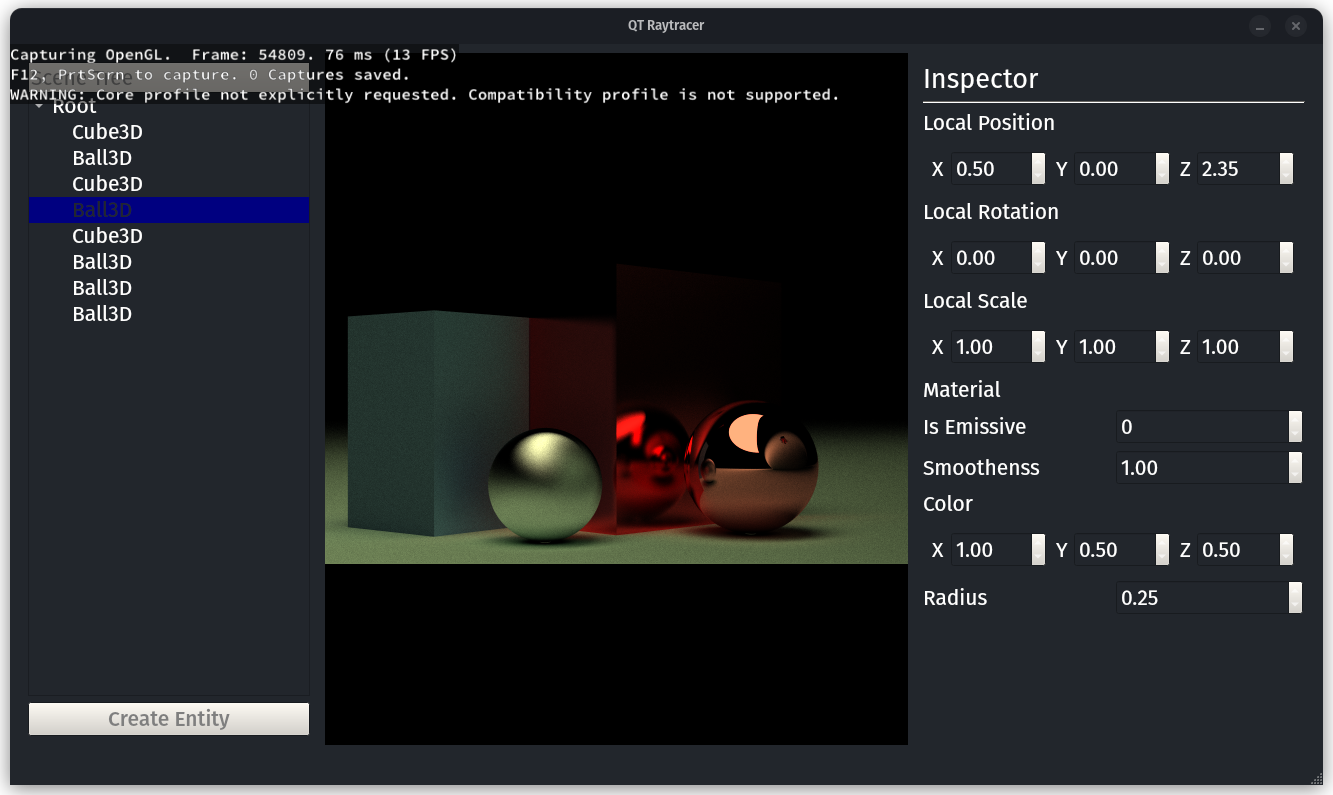 QT Raytracer
Capturing OpenGL. Frame: 54809. 76 ms (13 FPS)
F12, PrtScrn to capture. 0 Captures saved.
WARNING: Core profile not explicitly requested. Compatibility profile is not supported.
Scene Tree
Root
Cube3D
Ball3D
Cube3D
Ball3D
Cube3D
Ball3D
Ball3D
Ball3D
Create Entity
Inspector
Local Position
X 0.50 Y 0.00 Z 2.35
Local Rotation
X 0.00 Y 0.00 Z 0.00
Local Scale
X 1.00 Y 1.00 Z 1.00
Material
Is Emissive 0
Smoothenss 1.00
Color
X 1.00 Y 0.50 Z 0.50
Radius 0.25